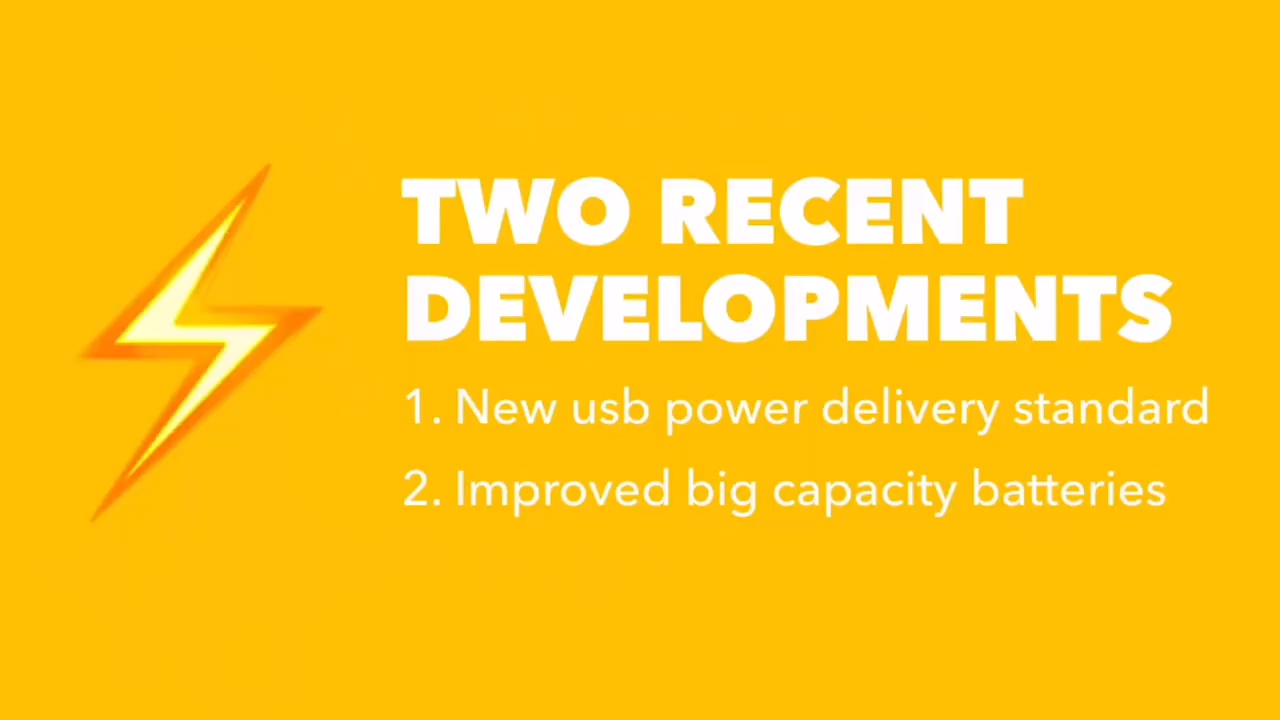 TWO RECENT
DEVELOPMENTS
1. New usb power delivery standard
2. Improved big capacity batteries